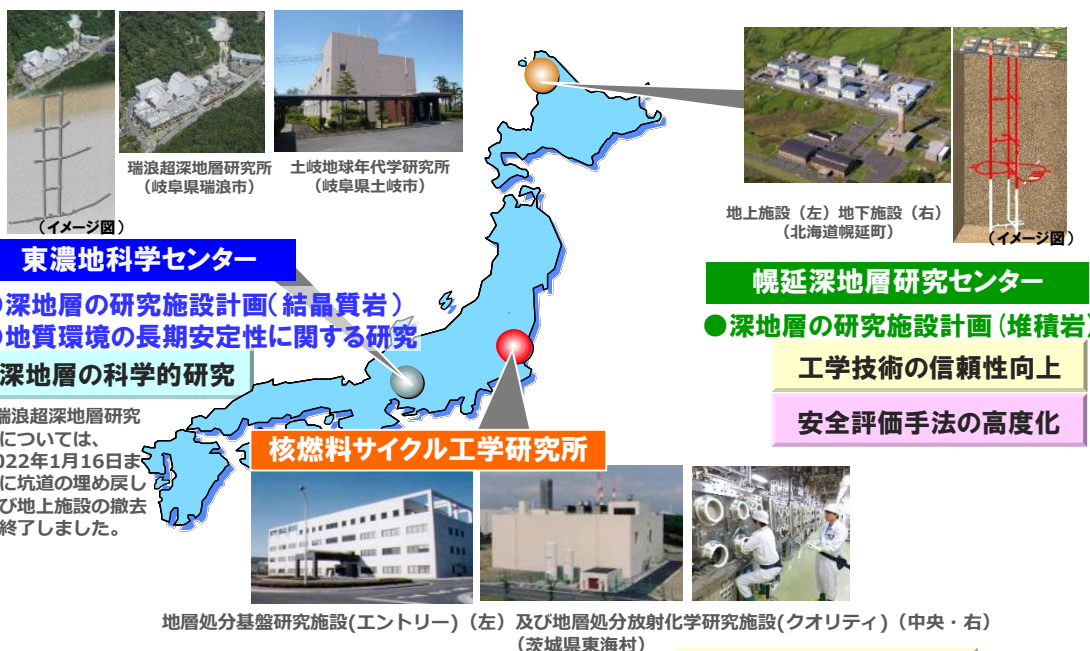 瑞浪超深地層研究所
（岐阜県瑞浪市）
土岐地球年代学研究所
（岐阜県土岐市）
（イメージ図）
東濃地科学センター
深地層の研究施設計画（結晶質岩）
地質環境の長期安定性に関する研究
深地層の科学的研究
瑞浪超深地層研究
については、
022年1月16日ま
に坑道の埋め戻し
び地上施設の撤去
終了しました。
地上施設（左）地下施設（右）
（北海道幌延町）
（イメージ図）
幌延深地層研究センター
●深地層の研究施設計画（堆積岩）
工学技術の信頼性向上
安全評価手法の高度化
核燃料サイクル工学研究所
地層処分基盤研究施設(エントリー)（左）及び地層処分放射化学研究施設(クオリティ)（中央・右）
（茨城県東海村）